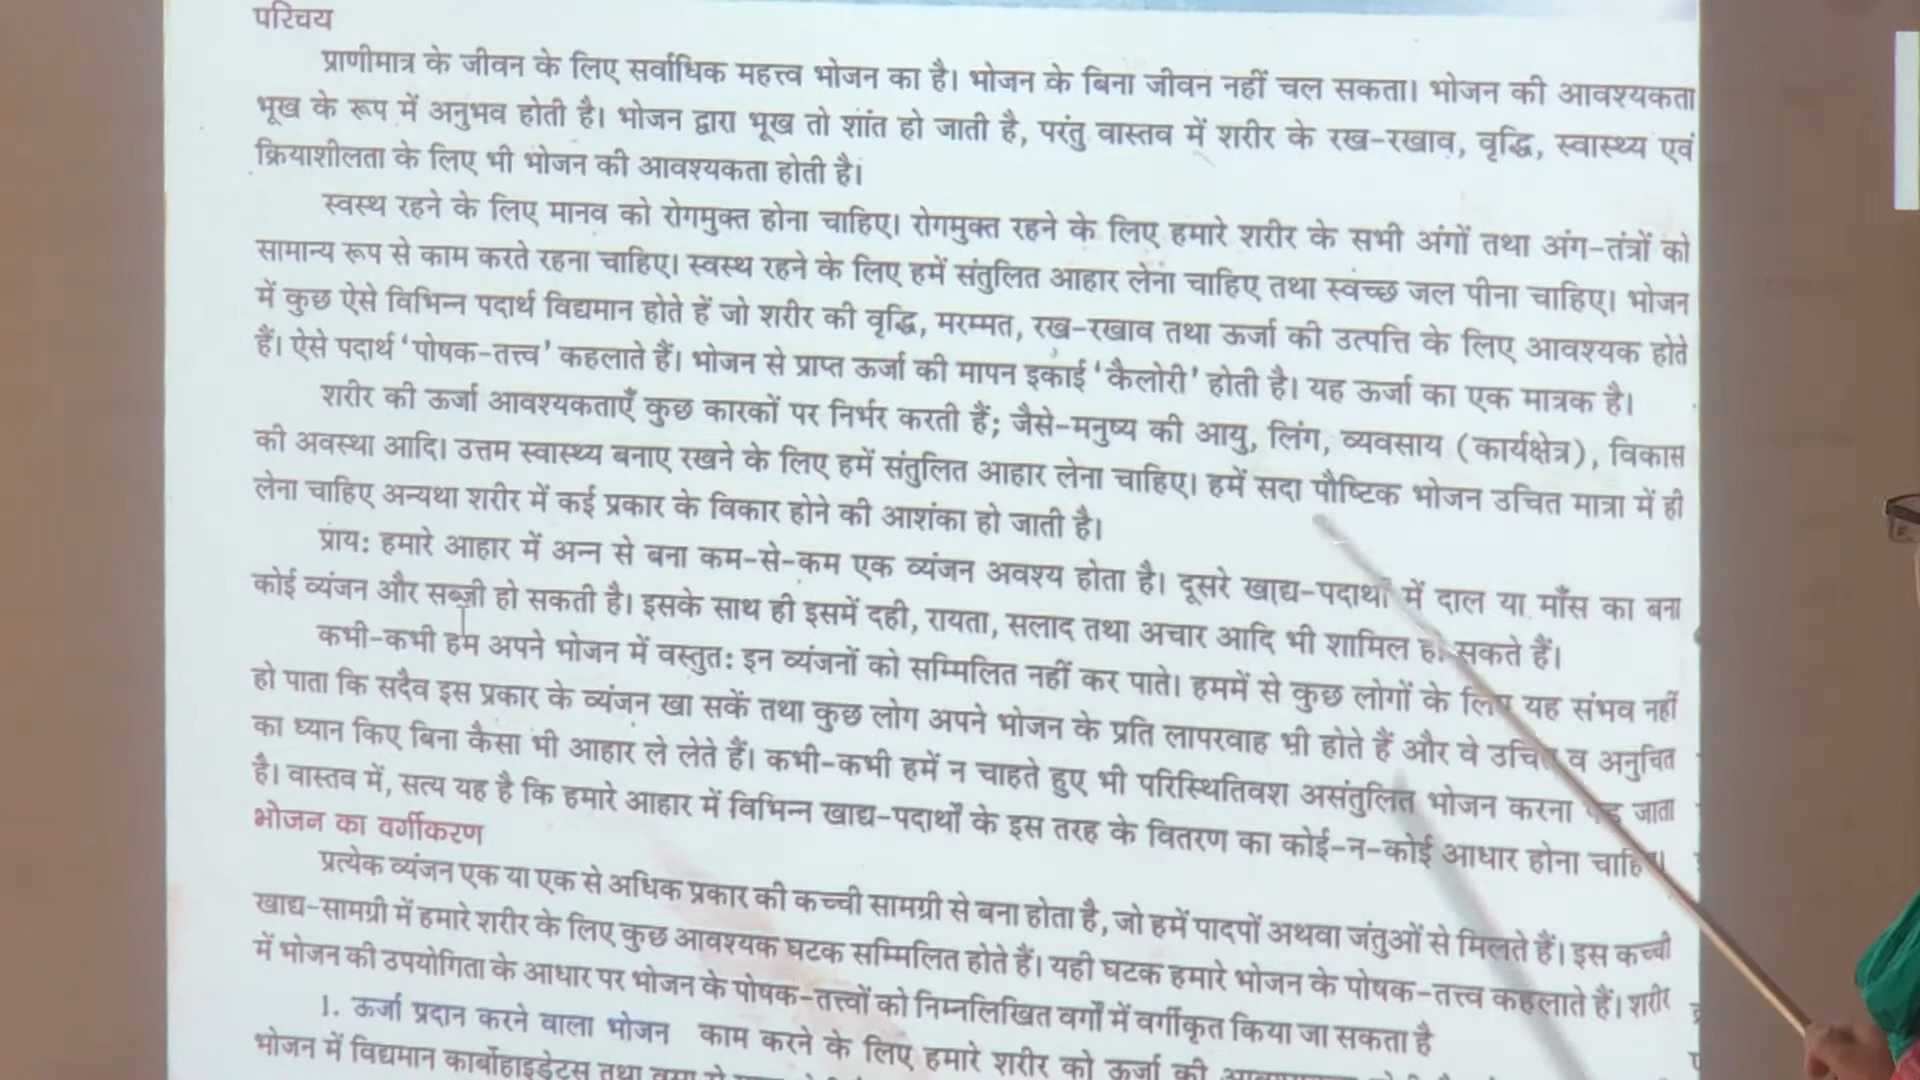 परिचय
प्राणीमात्र के जीवन के लिए सर्वाधिक महत्त्व भोजन का है। भोजन के बिना जीवन नहीं चल सकता। भोजन की आवश्यकता
भूख के रूप में अनुभव होती है। भोजन द्वारा भूख तो शांत हो जाती है, परंतु वास्तव में शरीर के रख-रखाव, वृद्धि, स्वास्थ्य एवं
क्रियाशीलता के लिए भी भोजन की आवश्यकता होती है।
स्वस्थ रहने के लिए मानव को रोगमुक्त होना चाहिए। रोगमुक्त रहने के लिए हमारे शरीर के सभी अंगों तथा अंग-तंत्रों को
सामान्य रूप से काम करते रहना चाहिए। स्वस्थ रहने के लिए हमें संतुलित आहार लेना चाहिए तथा स्वच्छ जल पीना चाहिए। भोजन
में कुछ ऐसे विभिन्न पदार्थ विद्यमान होते हैं जो शरीर की वृद्धि, मरम्मत, रख-रखाव तथा ऊर्जा की उत्पत्ति के लिए आवश्यक होते
हैं। ऐसे पदार्थ ‘पोषक-तत्त्व’ कहलाते हैं। भोजन से प्राप्त ऊर्जा की मापन इकाई ‘कैलोरी’ होती है। यह ऊर्जा का एक मात्रक है।
शरीर की ऊर्जा आवश्यकताएँ कुछ कारकों पर निर्भर करती हैं; जैसे-मनुष्य की आयु, लिंग, व्यवसाय (कार्यक्षेत्र), विकास
की अवस्था आदि। उत्तम स्वास्थ्य बनाए रखने के लिए हमें संतुलित आहार लेना चाहिए। हमें सदा पौष्टिक भोजन उचित मात्रा में ही
लेना चाहिए अन्यथा शरीर में कई प्रकार के विकार होने की आशंका हो जाती है।
प्राय: हमारे आहार में अन्न से बना कम-से-कम एक व्यंजन अवश्य होता है। दूसरे खाद्य-पदार्थों में दाल या माँस का बना
कोई व्यंजन और सब्ज़ी हो सकती है। इसके साथ ही इसमें दही, रायता, सलाद तथा अचार आदि भी शामिल हो सकते हैं।
कभी-कभी हम अपने भोजन में वस्तुत: इन व्यंजनों को सम्मिलित नहीं कर पाते। हममें से कुछ लोगों के लिए यह संभव नहीं
हो पाता कि सदैव इस प्रकार के व्यंजन खा सकें तथा कुछ लोग अपने भोजन के प्रति लापरवाह भी होते हैं और वे उचित व अनुचित
का ध्यान किए बिना कैसा भी आहार ले लेते हैं। कभी-कभी हमें न चाहते हुए भी परिस्थितिवश असंतुलित भोजन करना पड़ जाता
है। वास्तव में, सत्य यह है कि हमारे आहार में विभिन्न खाद्य-पदार्थों के इस तरह के वितरण का कोई-न-कोई आधार होना चाहिए।
भोजन का वर्गीकरण
प्रत्येक व्यंजन एक या एक से अधिक प्रकार की कच्ची सामग्री से बना होता है, जो हमें पादपों अथवा जंतुओं से मिलते हैं। इस कच्ची
खाद्य-सामग्री में हमारे शरीर के लिए कुछ आवश्यक घटक सम्मिलित होते हैं। यही घटक हमारे भोजन के पोषक-तत्त्व कहलाते हैं। शरीर
में भोजन की उपयोगिता के आधार पर भोजन के पोषक-तत्त्वों को निम्नलिखित वर्गों में वर्गीकृत किया जा सकता है
1. ऊर्जा प्रदान करने वाला भोजन काम करने के लिए हमारे शरीर को ऊर्जा की
भोजन में विद्यमान कार्बोहाइड्रेट्स तथा